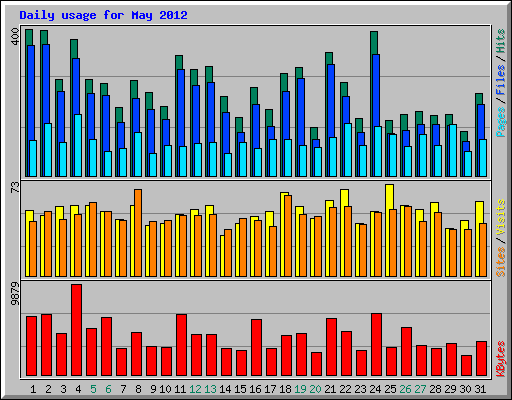 Daily usage for May 2012
400
Pages / Files / Hits
73
Sites / Visits
9879
KBytes
1 2 3 4 5 6 7 8 9 10 11 12 13 14 15 16 17 18 19 20 21 22 23 24 25 26 27 28 29 30 31